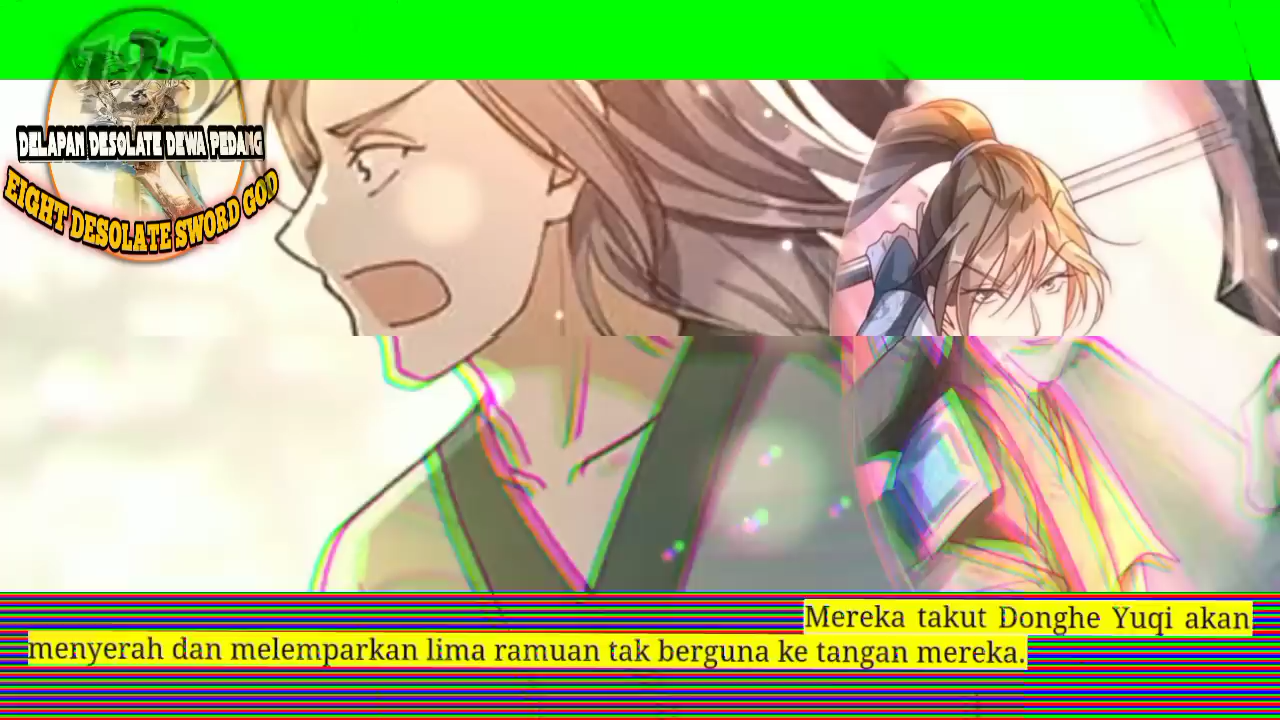 125
DELAPAN DESOLATE DEWA PEDANG
EIGHT DESOLATE SWORD GOD
Mereka takut Donghe Yuqi akan
menyerah dan melemparkan lima ramuan tak berguna ke tangan mereka.